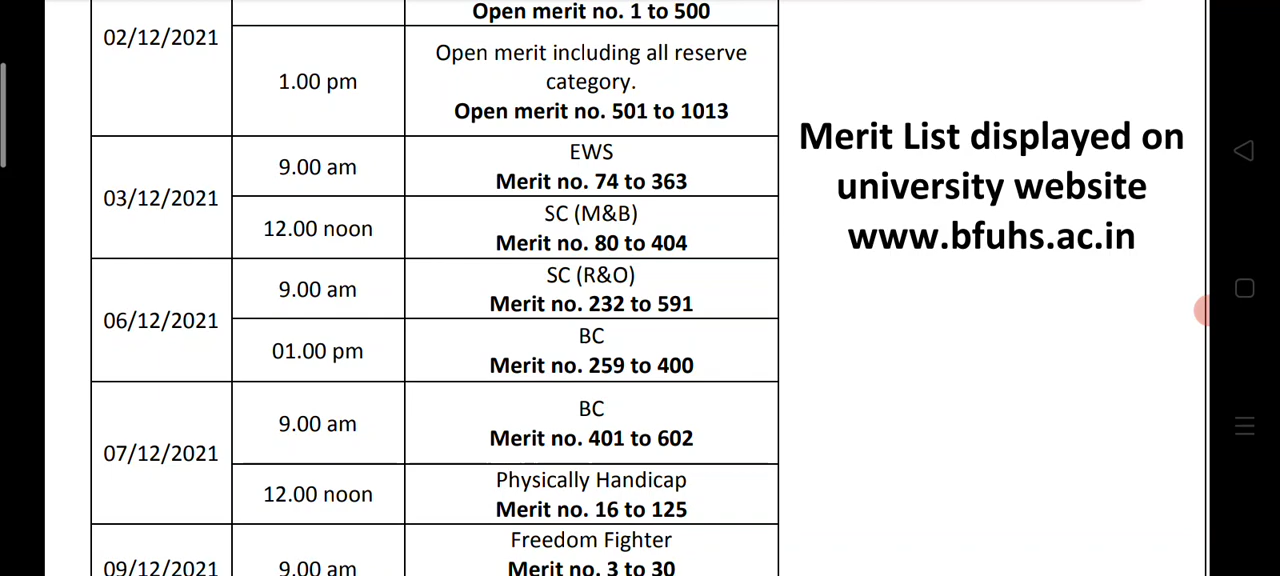 Open merit no. 1 to 500
02/12/2021
1.00 pm
Open merit including all reserve
category.
Open merit no. 501 to 1013
03/12/2021
9.00 am
EWS
Merit no. 74 to 363
12.00 noon
SC (M&B)
Merit no. 80 to 404
06/12/2021
9.00 am
SC (R&O)
Merit no. 232 to 591
01.00 pm
BC
Merit no. 259 to 400
07/12/2021
9.00 am
BC
Merit no. 401 to 602
12.00 noon
Physically Handicap
Merit no. 16 to 125
09/12/2021
9.00 am
Freedom Fighter
Merit no. 3 to 30
Merit List displayed on
university website
www.bfuhs.ac.in